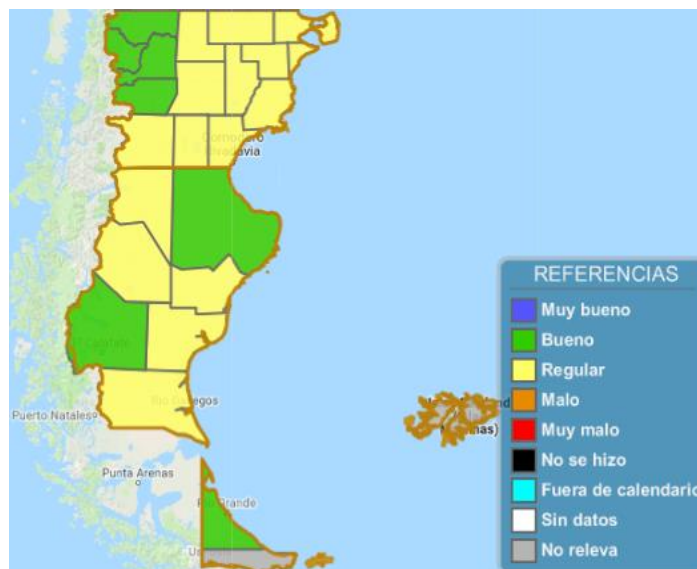 Comodoro
Rivadavia
Puerto Natales
Punta Arenas
REFERENCIAS
Muy bueno
Bueno
Regular
Malo
Muy malo
No se hizo
Fuera de calendario
Sin datos
No releva